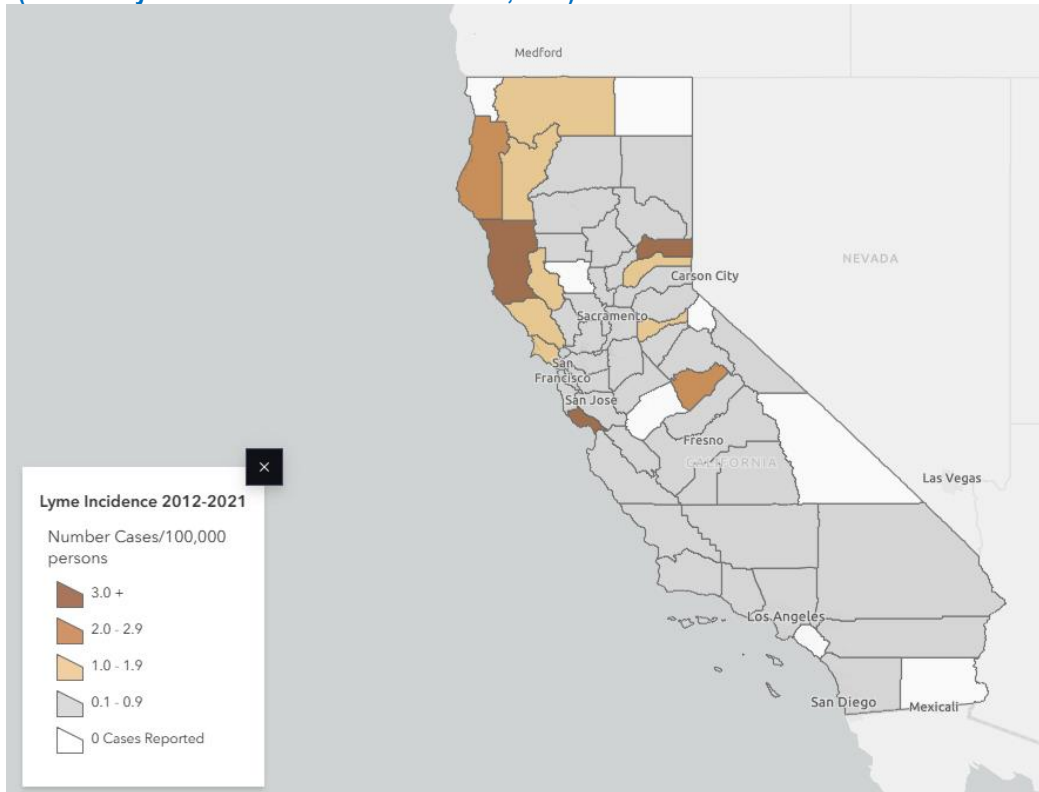 Medford
NEVADA
Carson City
Sacramento
San
Francisco
San Jose
Fresno
CALIFORNIA
Las Vegas
Los Angeles
San Diego
Mexicali
×
Lyme Incidence 2012-2021
Number Cases/100,000
persons
3.0 +
2.0 - 2.9
1.0 - 1.9
0.1 - 0.9
0 Cases Reported